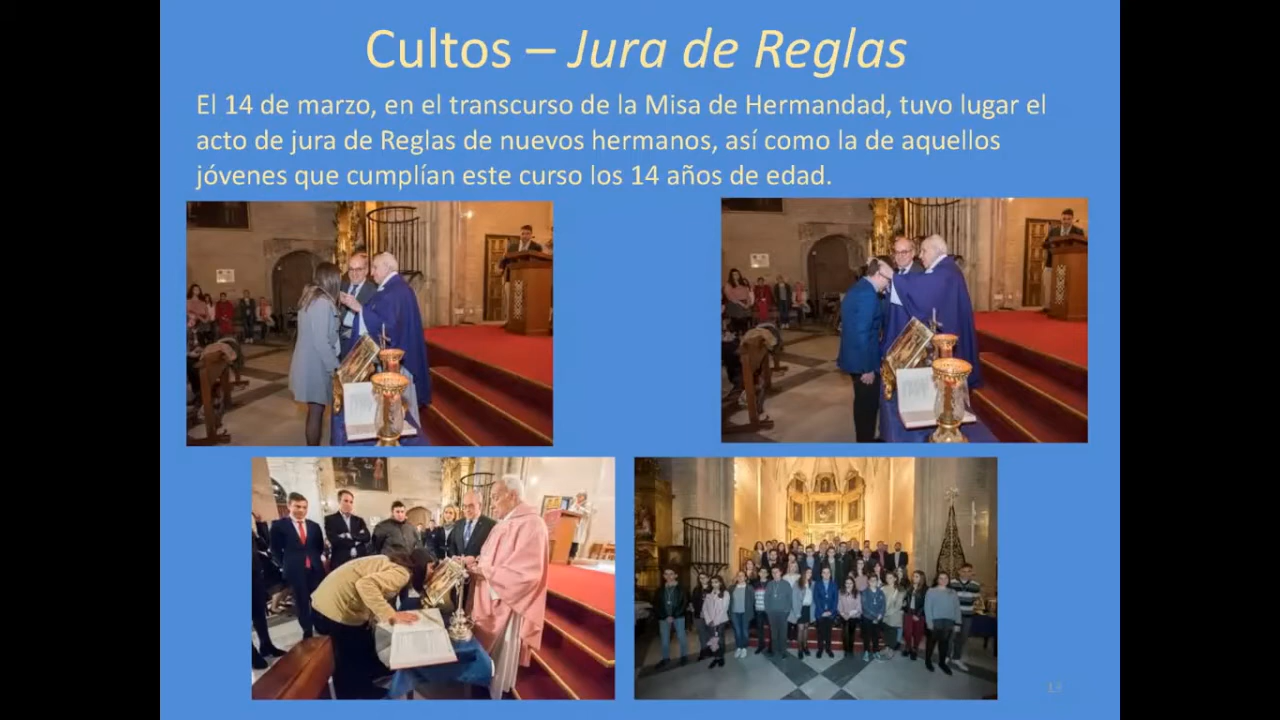 Cultos – Jura de Reglas
El 14 de marzo, en el transcurso de la Misa de Hermandad, tuvo lugar el
acto de jura de Reglas de nuevos hermanos, así como la de aquellos
jóvenes que cumplían este curso los 14 años de edad.